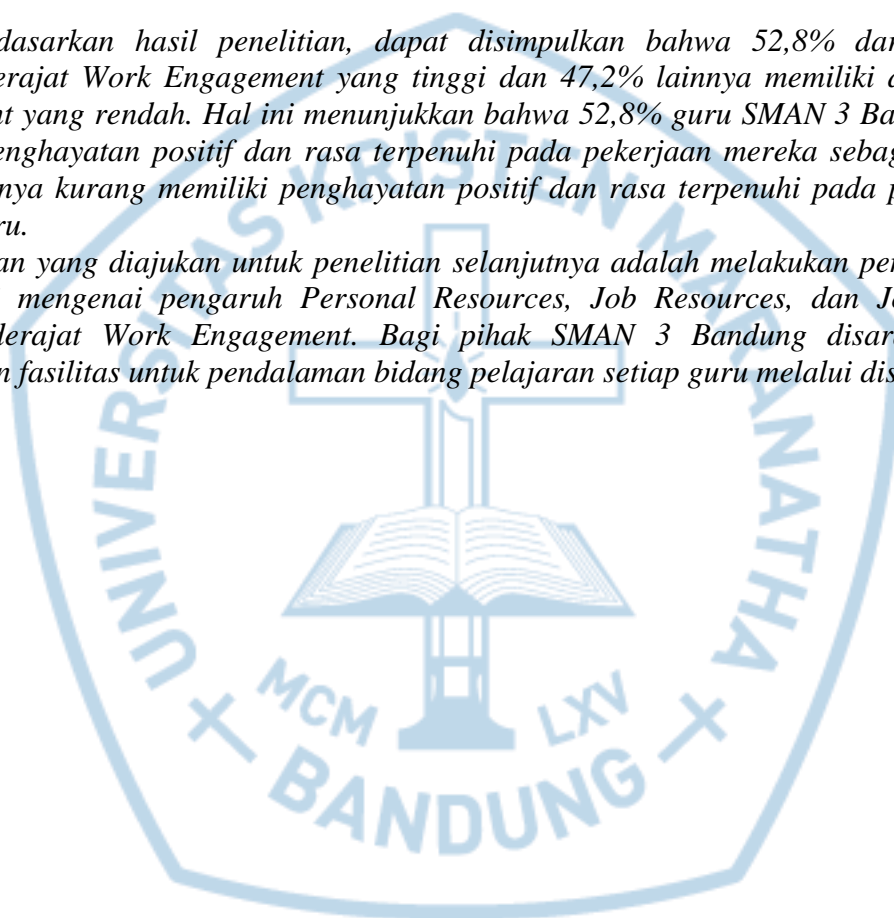 dasarkan hasil penelitian, dapat disimpulkan bahwa 52,8% dar
erajat Work Engagement yang tinggi dan 47,2% lainnya memiliki
nt yang rendah. Hal ini menunjukkan bahwa 52,8% guru SMAN 3 Ba
enghayatan positif dan rasa terpenuhi pada pekerjaan mereka sebag
nya kurang memiliki penghayatan positif dan rasa terpenuhi pada p
ru.
an yang diajukan untuk penelitian selanjutnya adalah melakukan pen
mengenai pengaruh Personal Resources, Job Resources, dan J
derajat Work Engagement. Bagi pihak SMAN 3 Bandung disar
n fasilitas untuk pendalaman bidang pelajaran setiap guru melalui dis
UNIVERSITAS KRISTEN MARANATHA
MCM LXV
BANDUNG